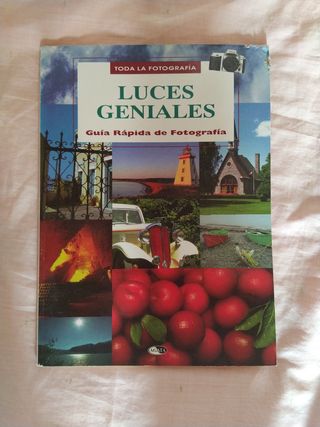 TODA LA FOTOGRAFÍA
LUCES
GENIALES
Guía Rápida de Fotografía